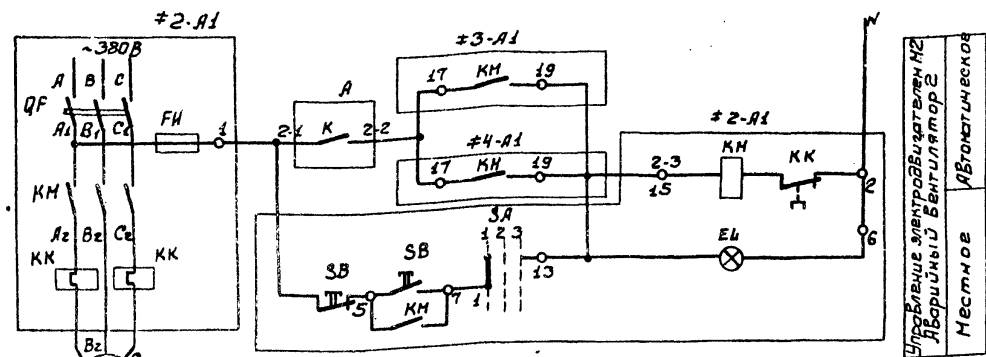 ≠2-A1
~380В
A B C
QF
A1 B1 C1
FU
1
KM
A2 B2 C2
KK
KK
B2
2-1
A
K
2-2
≠3-A1
17 KM 19
≠4-A1
17 KM 19
≠2-A1
2-3
15
KM
KK
2
N
SA
1 2 3
SB
5
SB
KM
7
1
13
EL
6
Управление электродвигателем М2
Аварийный вентилятор 2
Местное
Автоматическое